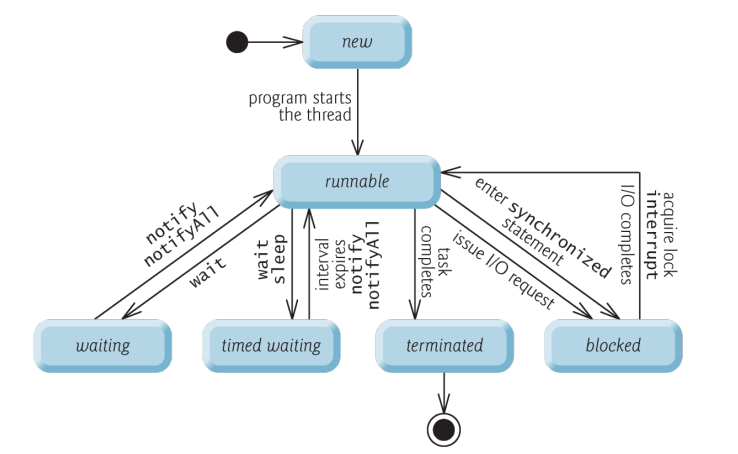 new
program starts
the thread
runnable
notify
notifyAll
wait
wait
sleep
interval
expires
notify
notifyAll
task
completes
enter synchronized
statement
issue I/O request
I/O completes
interrupt
acquire lock
waiting
timed waiting
terminated
blocked